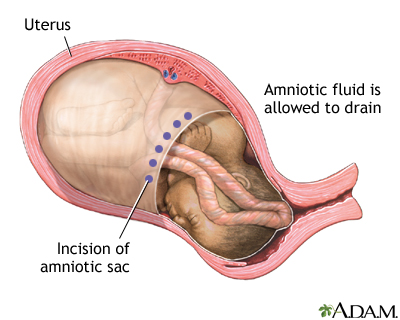 Uterus
Amniotic fluid is
allowed to drain
Incision of
amniotic sac
A.D.A.M.